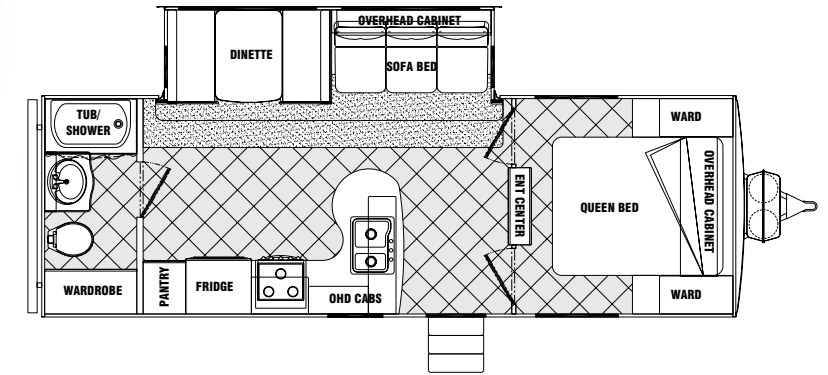 OVERHEAD CABINET
DINETTE
SOFA BED
TUB/
SHOWER
WARD
ENT CENTER
QUEEN BED
OVERHEAD CABINET
WARDROBE
PANTRY
FRIDGE
OHD CABS
WARD